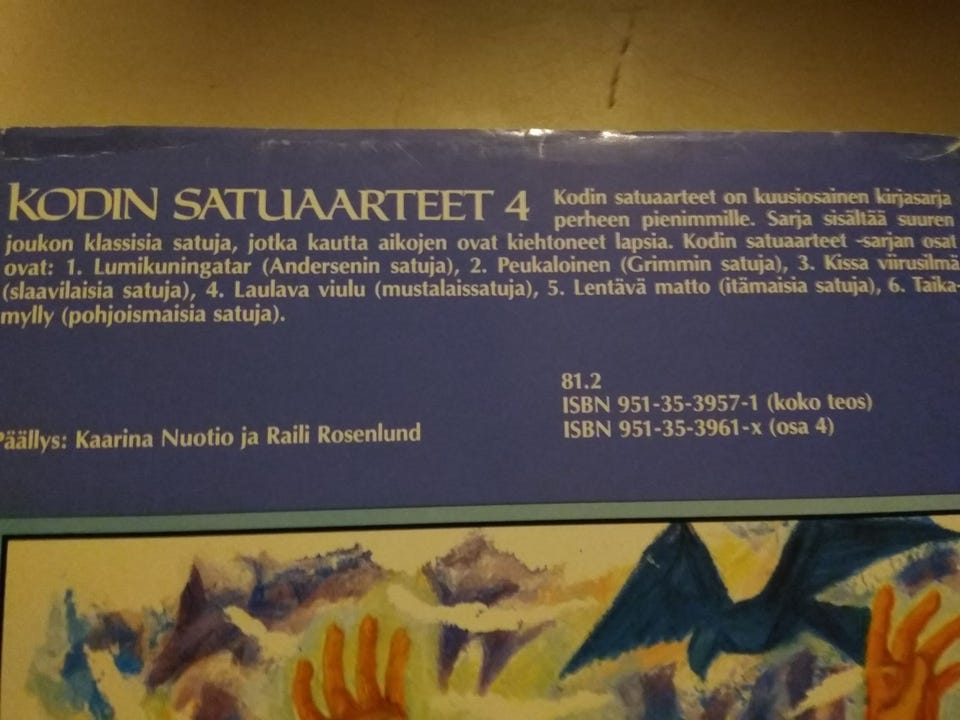 KODIN SATUAARTEET 4 Kodin satuaarteet on kuusiosainen kirjasarja
perheen pienimmille. Sarja sisältää suuren
joukon klassisia satuja, jotka kautta aikojen ovat kiehtoneet lapsia. Kodin satuaarteet -sarjan osat
ovat: 1. Lumikuningatar (Andersenin satuja), 2. Peukaloinen (Grimmin satuja), 3. Kissa viirusilmä
(slaavilaisia satuja), 4. Laulava viulu (mustalaissatuja), 5. Lentävä matto (itämaisia satuja), 6. Taika-
mylly (pohjoismaisia satuja).
81.2
ISBN 951-35-3957-1 (koko teos)
Päällys: Kaarina Nuotio ja Raili Rosenlund
ISBN 951-35-3961-x (osa 4)